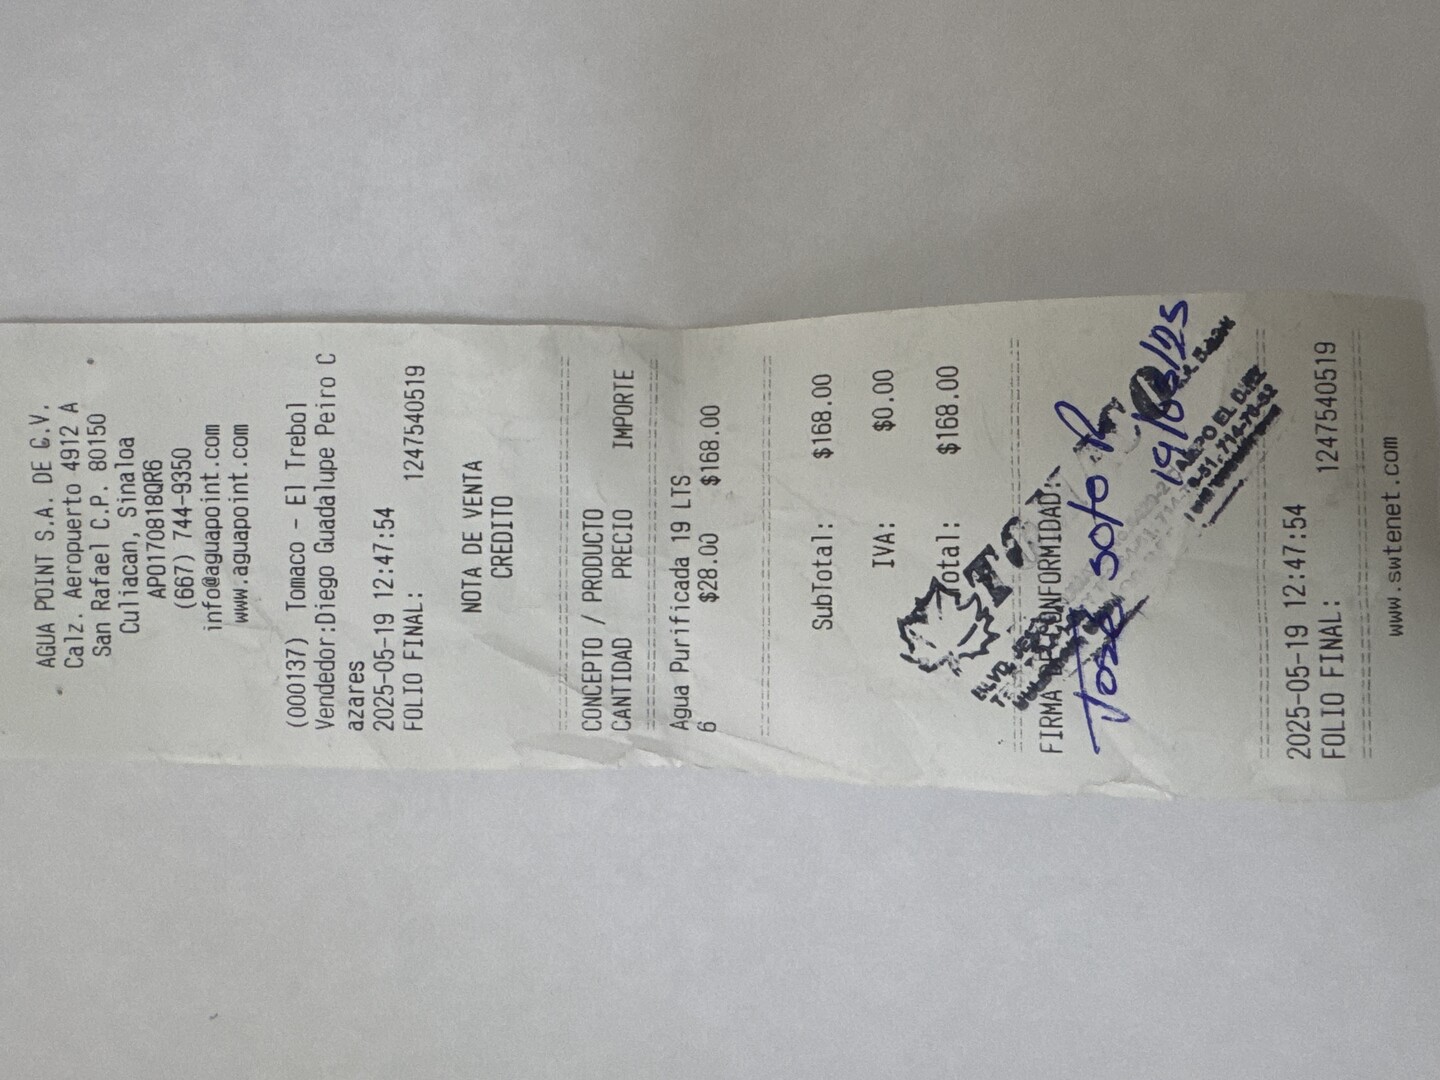 AGUA POINT S.A. DE C.V.
Calz. Aeropuerto 4912 A
San Rafael C.P. 80150
Culiacan, Sinaloa
APO170818QR6
(667) 744-9350
info@aguapoint.com
www.aguapoint.com
(000137) Tomaco - El Trebol
Vendedor:Diego Guadalupe Peiro C
azares
2025-05-19 12:47:54
FOLIO FINAL: 1247540519
NOTA DE VENTA
CREDITO
CONCEPTO / PRODUCTO
CANTIDAD PRECIO IMPORTE
Agua Purificada 19 LTS
6 $28.00 $168.00
SubTotal: $168.00
IVA: $0.00
Total: $168.00
FIRMA DE CONFORMIDAD:
Jose Soto
BLVD.
2025-05-19 12:47:54
FOLIO FINAL: 1247540519
www.swtenet.com